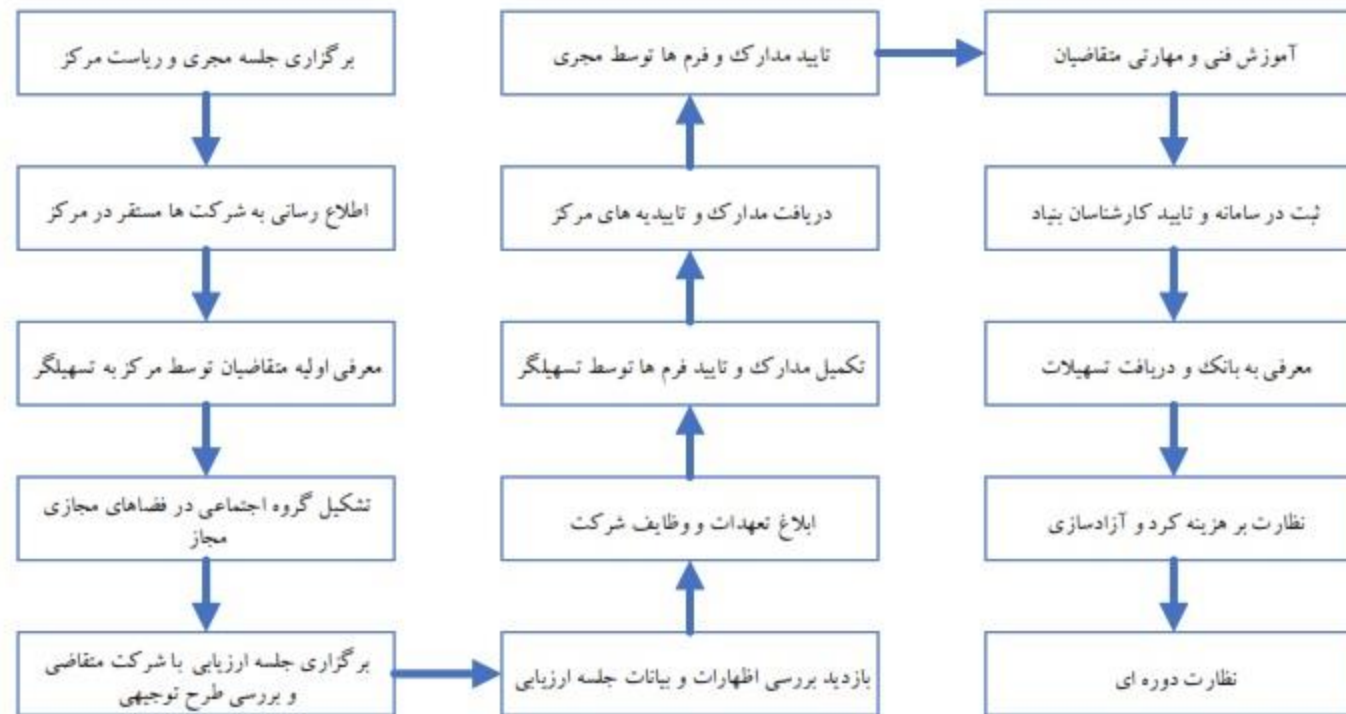 برگزاری جلسه مجری و ریاست مرکز
اطلاع رسانی به شرکت ها مستقر در مرکز
معرفی اولیه متقاضیان توسط مرکز به تسهیلگر
تشکیل گروه اجتماعی در فضاهای مجازی
مجاز
برگزاری جلسه ارزیابی با شرکت متقاضی
و بررسی طرح توجیهی
بازدید بررسی اظهارات و بیانات جلسه ارزیابی
ابلاغ تعهدات و وظایف شرکت
تکمیل مدارک و تایید فرم ها توسط تسهیلگر
دریافت مدارک و تاییدیه های مرکز
تایید مدارک و فرم ها توسط مجری
آموزش فنی و مهارتی متقاضیان
ثبت در سامانه و تایید کارشناسان بنیاد
معرفی به بانک و دریافت تسهیلات
نظارت بر هزینه کرد و آزادسازی
نظارت دوره ای